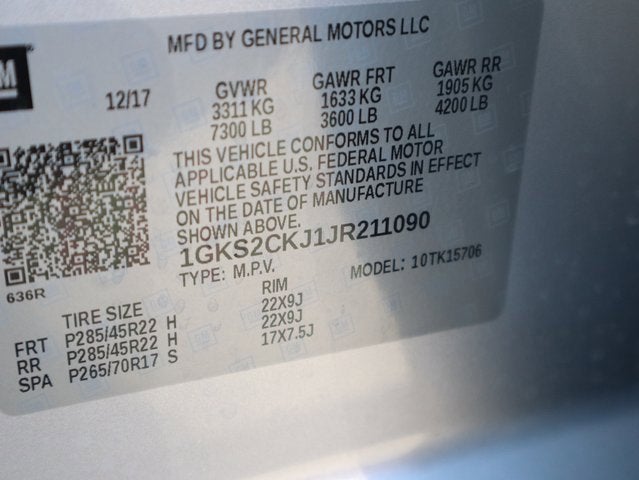 GM
MFD BY GENERAL MOTORS LLC
12/17 GVWR GAWR FRT GAWR RR
3311 KG 1633 KG 1905 KG
7300 LB 3600 LB 4200 LB
THIS VEHICLE CONFORMS TO ALL
APPLICABLE U.S. FEDERAL MOTOR
VEHICLE SAFETY STANDARDS IN EFFECT
ON THE DATE OF MANUFACTURE
SHOWN ABOVE.
1GKS2CKJ1JR211090
TYPE: M.P.V. MODEL: 10TK15706
636R
TIRE SIZE RIM
FRT P285/45R22 H 22X9J
RR P285/45R22 H 22X9J
SPA P265/70R17 S 17X7.5J